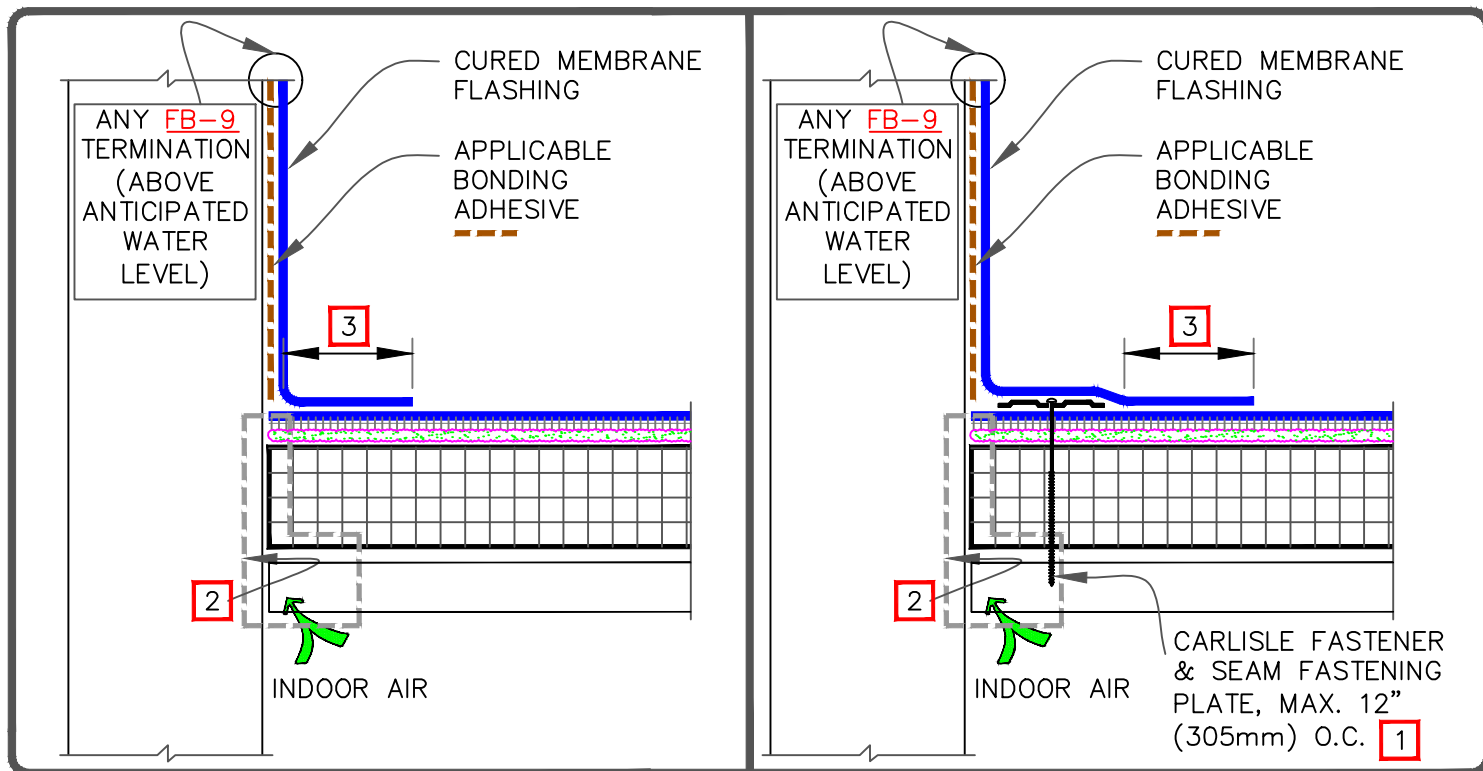 ANY FB-9
TERMINATION
(ABOVE
ANTICIPATED
WATER
LEVEL)
CURED MEMBRANE
FLASHING
APPLICABLE
BONDING
ADHESIVE
3
2
INDOOR AIR
ANY FB-9
TERMINATION
(ABOVE
ANTICIPATED
WATER
LEVEL)
CURED MEMBRANE
FLASHING
APPLICABLE
BONDING
ADHESIVE
3
2
INDOOR AIR
CARLISLE FASTENER
& SEAM FASTENING
PLATE, MAX. 12”
(305mm) O.C. 1